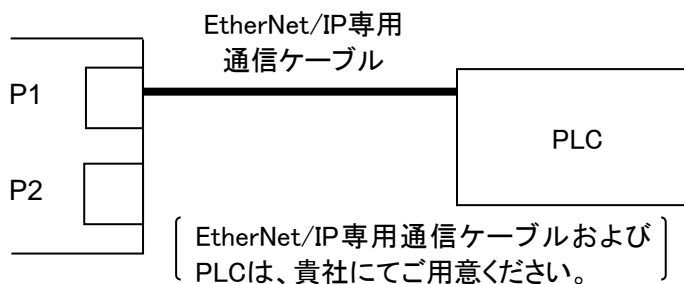 EtherNet/IP専用
通信ケーブル
P1
PLC
P2
EtherNet/IP専用通信ケーブルおよび
PLCは、貴社にてご用意ください。